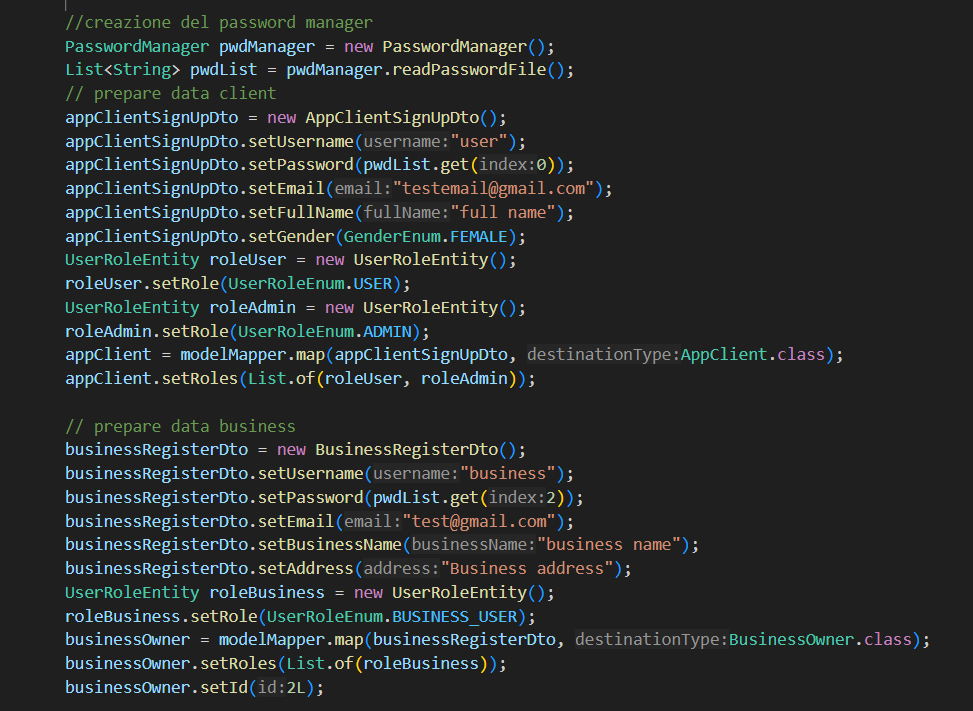 //creazione del password manager
PasswordManager pwdManager = new PasswordManager();
List<String> pwdList = pwdManager.readPasswordFile();
// prepare data client
appClientSignUpDto = new AppClientSignUpDto();
appClientSignUpDto.setUsername(username:"user");
appClientSignUpDto.setPassword(pwdList.get(index:0));
appClientSignUpDto.setEmail(email:"testemail@gmail.com");
appClientSignUpDto.setFullName(fullName:"full name");
appClientSignUpDto.setGender(GenderEnum.FEMALE);
UserRoleEntity roleUser = new UserRoleEntity();
roleUser.setRole(UserRoleEnum.USER);
UserRoleEntity roleAdmin = new UserRoleEntity();
roleAdmin.setRole(UserRoleEnum.ADMIN);
appClient = modelMapper.map(appClientSignUpDto, destinationType:AppClient.class);
appClient.setRoles(List.of(roleUser, roleAdmin));
// prepare data business
businessRegisterDto = new BusinessRegisterDto();
businessRegisterDto.setUsername(username:"business");
businessRegisterDto.setPassword(pwdList.get(index:2));
businessRegisterDto.setEmail(email:"test@gmail.com");
businessRegisterDto.setBusinessName(businessName:"business name");
businessRegisterDto.setAddress(address:"Business address");
UserRoleEntity roleBusiness = new UserRoleEntity();
roleBusiness.setRole(UserRoleEnum.BUSINESS_USER);
businessOwner = modelMapper.map(businessRegisterDto, destinationType:BusinessOwner.class);
businessOwner.setRoles(List.of(roleBusiness));
businessOwner.setId(id:2L);